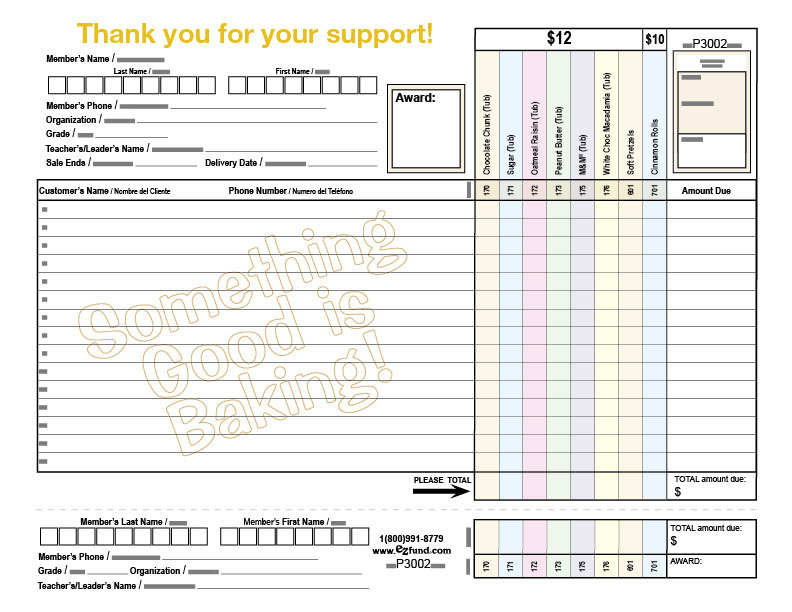 Thank you for your support!
$12
$10
P3002
Member's Name /
Last Name /
First Name /
Member's Phone /
Organization /
Grade /
Teacher's/Leader's Name /
Sale Ends /
Delivery Date /
Award:
Chocolate Chunk (Tub)
Sugar (Tub)
Oatmeal Raisin (Tub)
Peanut Butter (Tub)
M&M® (Tub)
White Choc Macadamia (Tub)
Soft Pretzels
Cinnamon Rolls
Customer's Name / Nombre del Cliente
Phone Number / Numero del Teléfono
170 171 172 173 175 176 601 701
Amount Due
Something
Good is
Baking!
PLEASE TOTAL
TOTAL amount due:
$
Member's Last Name /
Member's First Name /
1(800)991-8779
www.ezfund.com
P3002
Member's Phone /
Grade /
Organization /
Teacher's/Leader's Name /
TOTAL amount due:
$
170 171 172 173 175 176 601 701
AWARD: